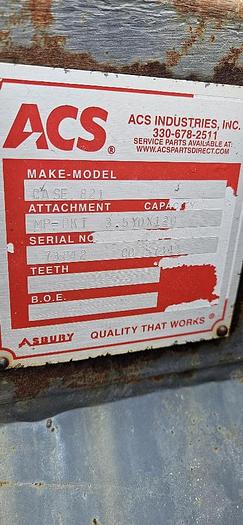 ACS®
ACS INDUSTRIES, INC.
330-678-2511
SERVICE PARTS AVAILABLE AT:
WWW.ACSPARTSDIRECT.COM
MAKE-MODEL
CASE 821
ATTACHMENT CAPACITY
MP-BKT 3.5YDX120
SERIAL NO
TEETH
B.O.E.
ASBURY QUALITY THAT WORKS®